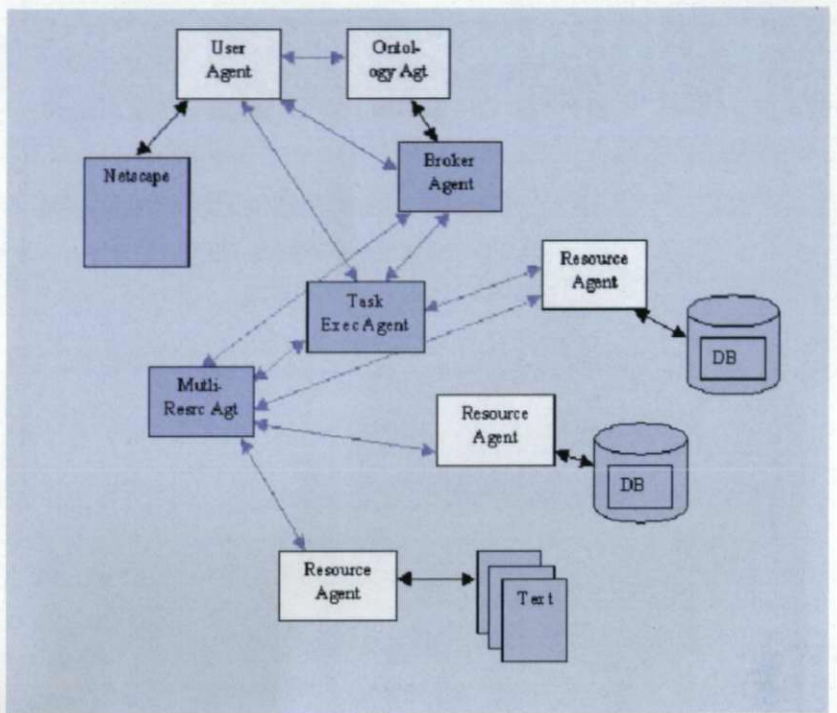 User
Agent
Ontol-
ogy Agt
Netscape
Broker
Agent
Resource
Agent
Task
Exec Agent
DB
Mutli-
Resrc Agt
Resource
Agent
DB
Resource
Agent
Text